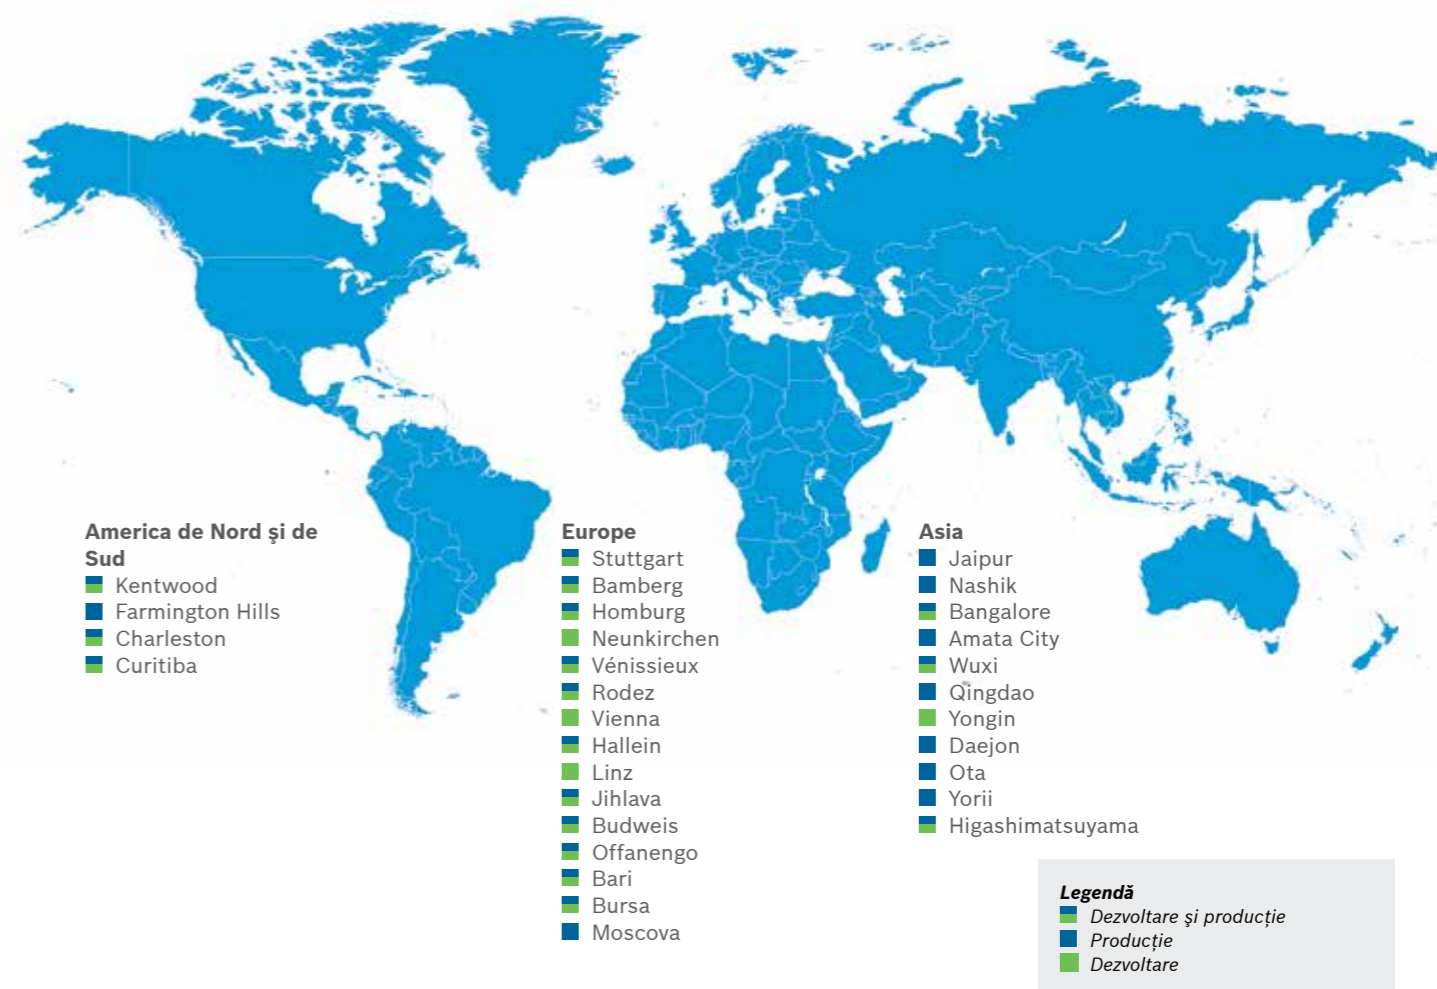 America de Nord şi de
Sud
Kentwood
Farmington Hills
Charleston
Curitiba
Europe
Stuttgart
Bamberg
Homburg
Neunkirchen
Vénissieux
Rodez
Vienna
Hallein
Linz
Jihlava
Budweis
Offanengo
Bari
Bursa
Moscova
Asia
Jaipur
Nashik
Bangalore
Amata City
Wuxi
Qingdao
Yongin
Daejon
Ota
Yorii
Higashimatsuyama
Legendă
Dezvoltare şi producție
Producție
Dezvoltare